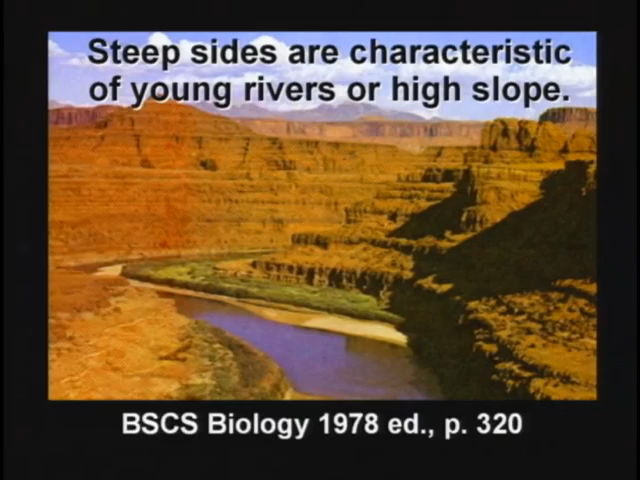 Steep sides are characteristic
of young rivers or high slope.
BSCS Biology 1978 ed., p. 320